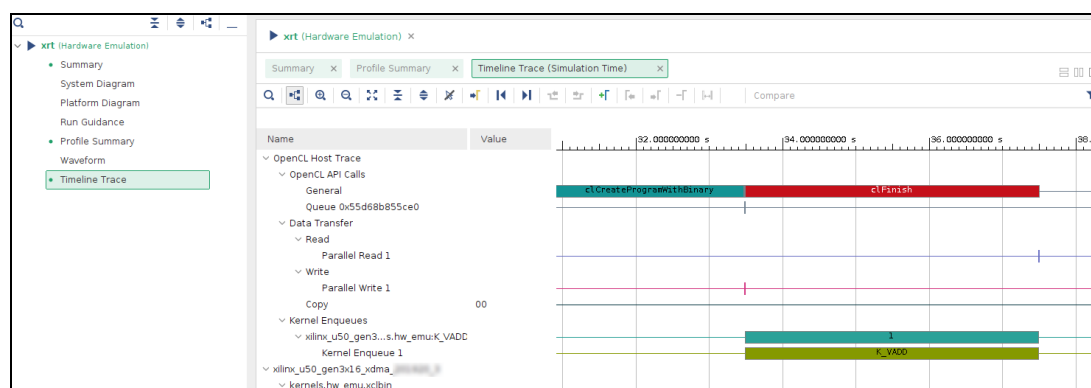 xrt (Hardware Emulation)
Summary
System Diagram
Platform Diagram
Run Guidance
Profile Summary
Waveform
Timeline Trace
xrt (Hardware Emulation) ×
Summary ×
Profile Summary ×
Timeline Trace (Simulation Time) ×
Compare
Name Value
32.000000000 s 34.000000000 s 36.000000000 s 38.
OpenCL Host Trace
OpenCL API Calls
General clCreateProgramWithBinary clFinish
Queue 0x55d68b855ce0
Data Transfer
Read
Parallel Read 1
Write
Parallel Write 1
Copy 00
Kernel Enqueues
xilinx_u50_gen3...s.hw_emu:K_VADD 1
Kernel Enqueue 1 K_VADD
xilinx_u50_gen3x16_xdma_
kernels.hw_emu.xclbin